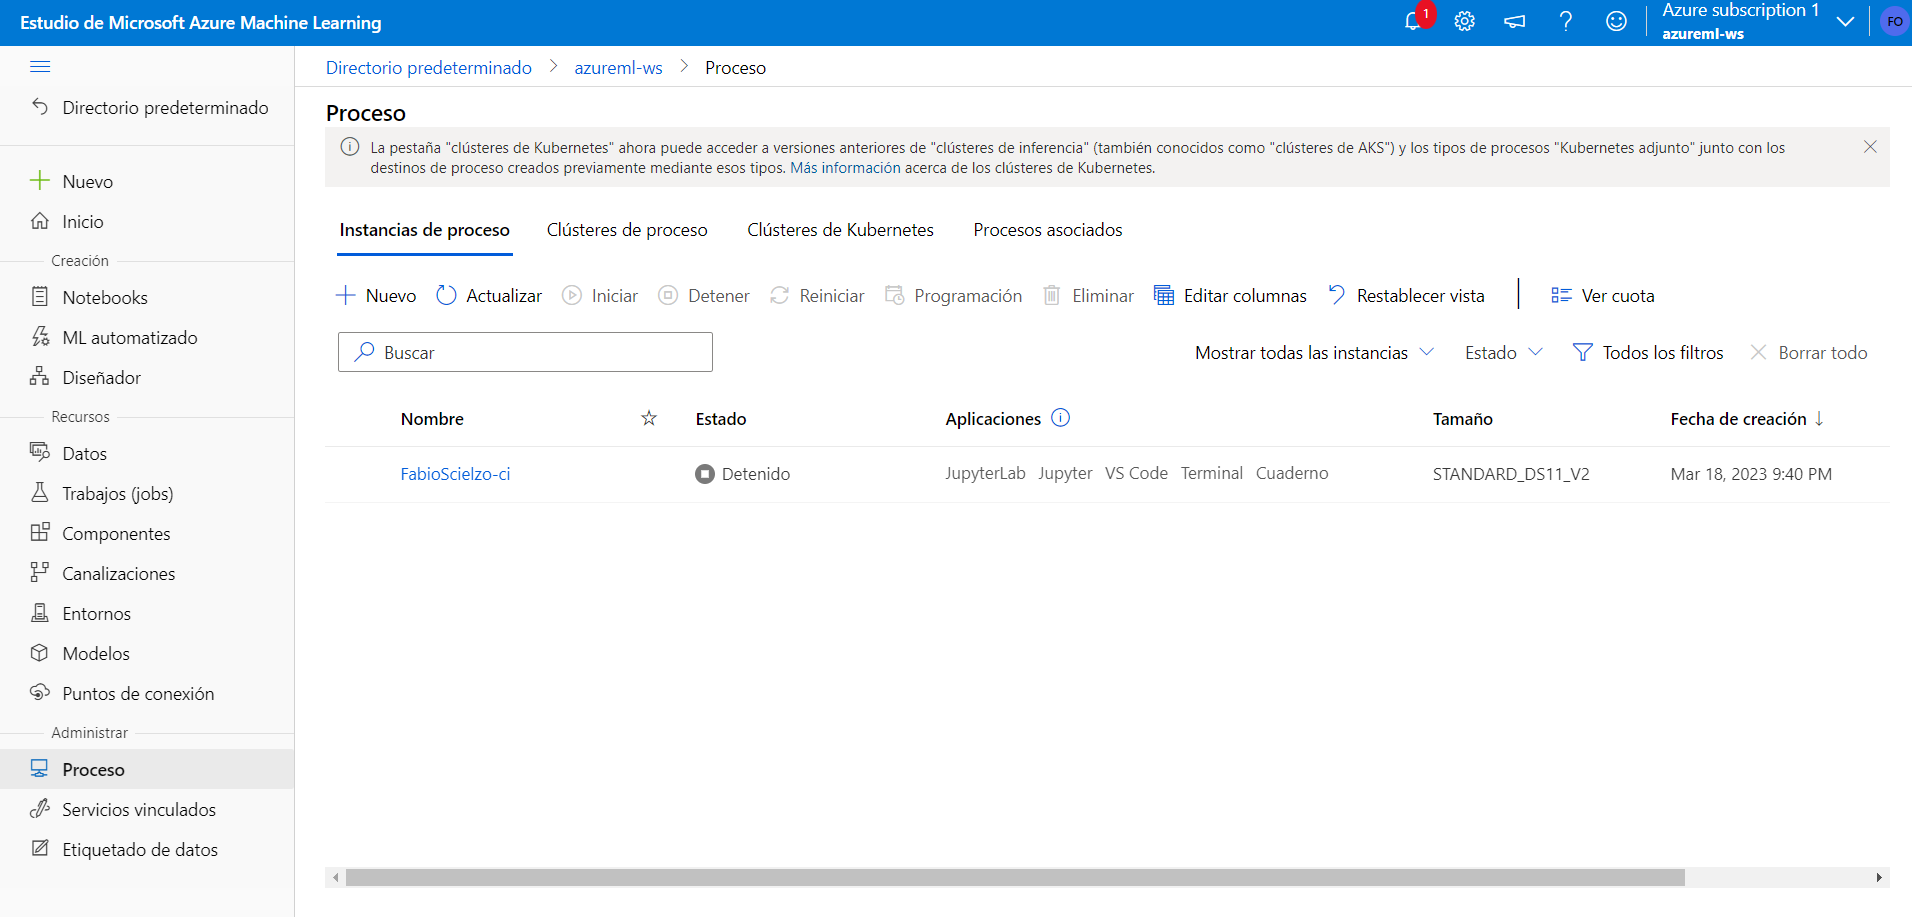 Estudio de Microsoft Azure Machine Learning
1
Azure subscription 1
azureml-ws
FO
Directorio predeterminado
Nuevo
Inicio
Creación
Notebooks
ML automatizado
Diseñador
Recursos
Datos
Trabajos (jobs)
Componentes
Canalizaciones
Entornos
Modelos
Puntos de conexión
Administrar
Proceso
Servicios vinculados
Etiquetado de datos
Directorio predeterminado > azureml-ws > Proceso
Proceso
La pestaña "clústeres de Kubernetes" ahora puede acceder a versiones anteriores de "clústeres de inferencia" (también conocidos como "clústeres de AKS") y los tipos de procesos "Kubernetes adjunto" junto con los
destinos de proceso creados previamente mediante esos tipos. Más información acerca de los clústeres de Kubernetes.
Instancias de proceso Clústeres de proceso Clústeres de Kubernetes Procesos asociados
Nuevo Actualizar Iniciar Detener Reiniciar Programación Eliminar Editar columnas Restablecer vista Ver cuota
Buscar Mostrar todas las instancias Estado Todos los filtros Borrar todo
Nombre Estado Aplicaciones Tamaño Fecha de creación ↓
FabioScielzo-ci Detenido JupyterLab Jupyter VS Code Terminal Cuaderno STANDARD_DS11_V2 Mar 18, 2023 9:40 PM